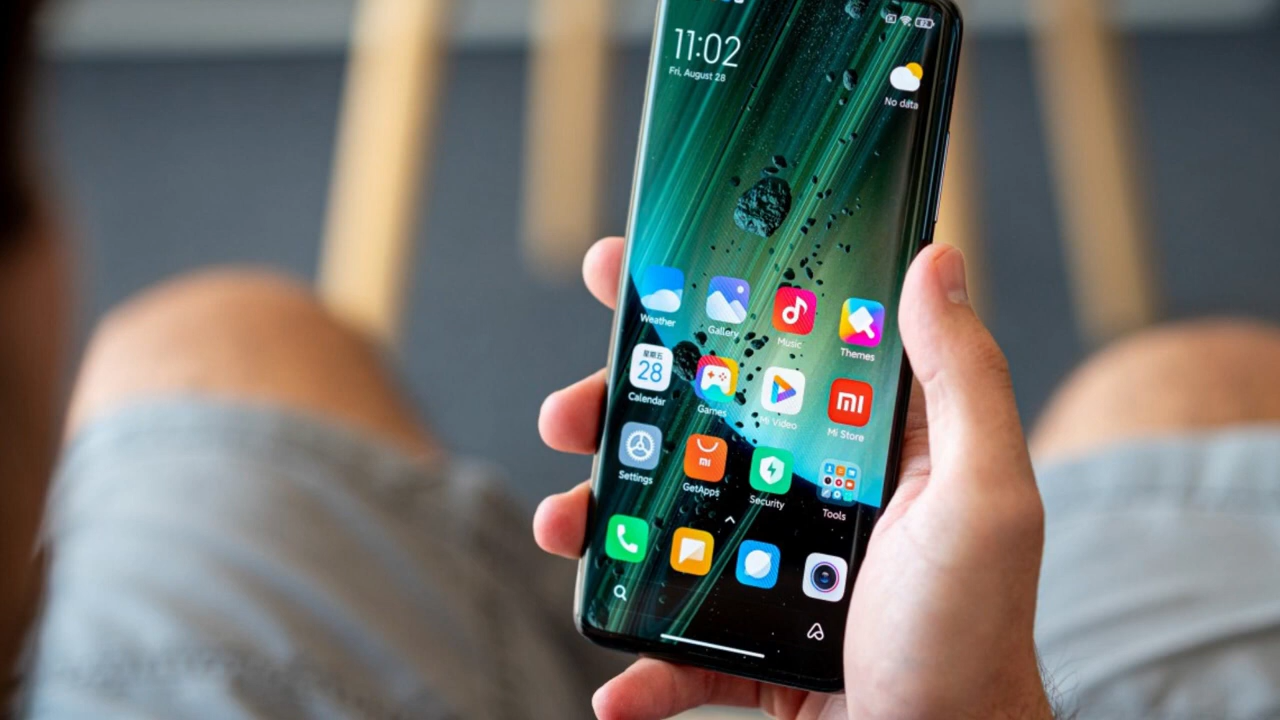 11:02
Fri, August 28
No data
Weather
Gallery
Music
Themes
星期五
28
Calendar
Games
Mi Video
Mi Store
Settings
GetApps
Security
Tools